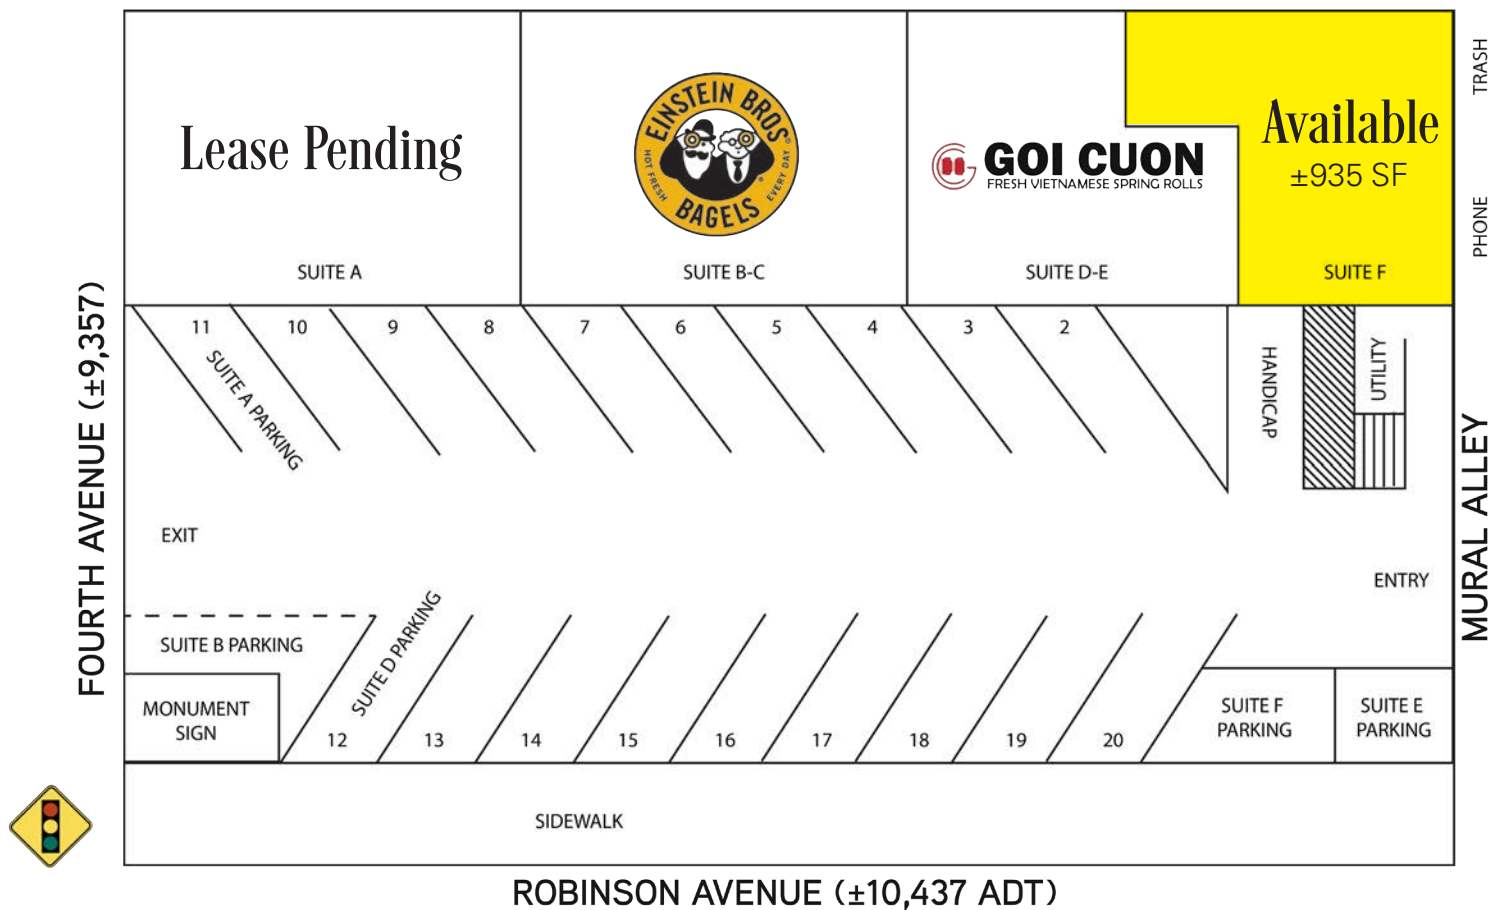 Lease Pending
SUITE A
EINSTEIN BROS®
HOT FRESH
EVERY DAY
BAGELS
SUITE B-C
GOI CUON
FRESH VIETNAMESE SPRING ROLLS
SUITE D-E
Available
±935 SF
SUITE F
TRASH
PHONE
11
10
9
8
7
6
5
4
3
2
SUITE A PARKING
HANDICAP
UTILITY
FOURTH AVENUE (±9,357)
MURAL ALLEY
EXIT
ENTRY
SUITE B PARKING
SUITE D PARKING
MONUMENT
SIGN
12
13
14
15
16
17
18
19
20
SUITE F
PARKING
SUITE E
PARKING
SIDEWALK
ROBINSON AVENUE (±10,437 ADT)